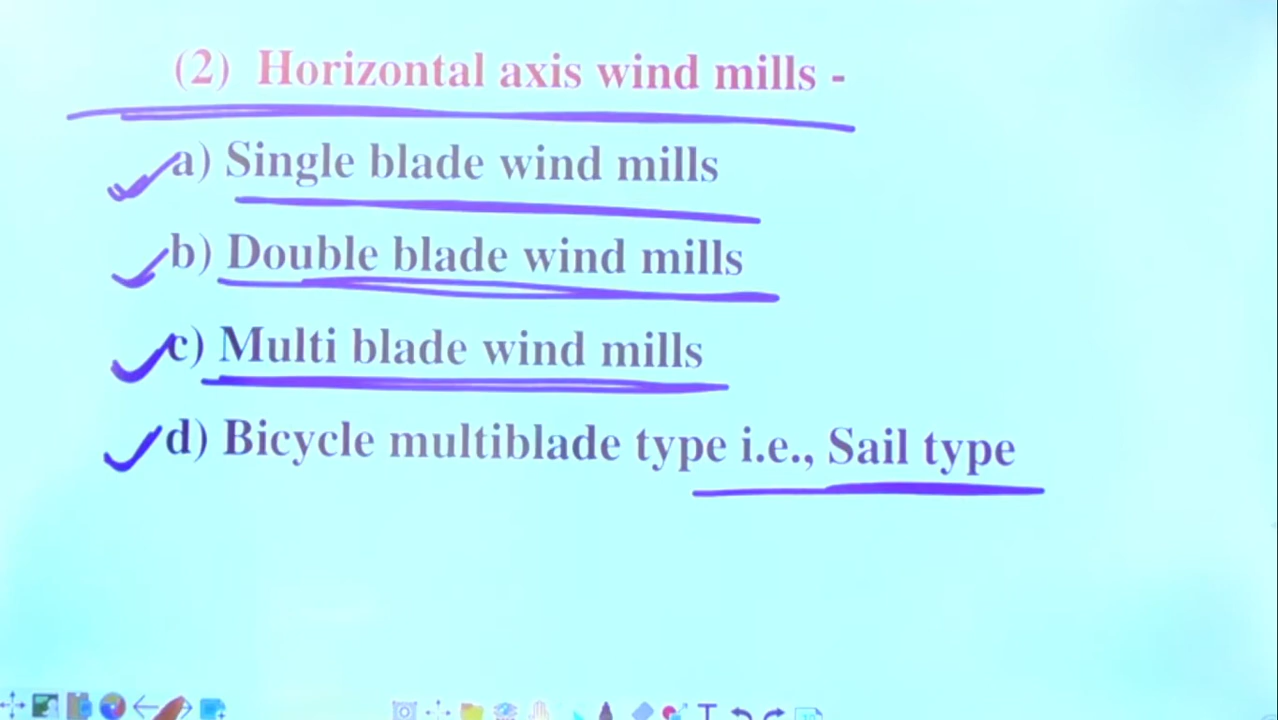 (2) Horizontal axis wind mills -
a) Single blade wind mills
b) Double blade wind mills
c) Multi blade wind mills
d) Bicycle multiblade type i.e., Sail type